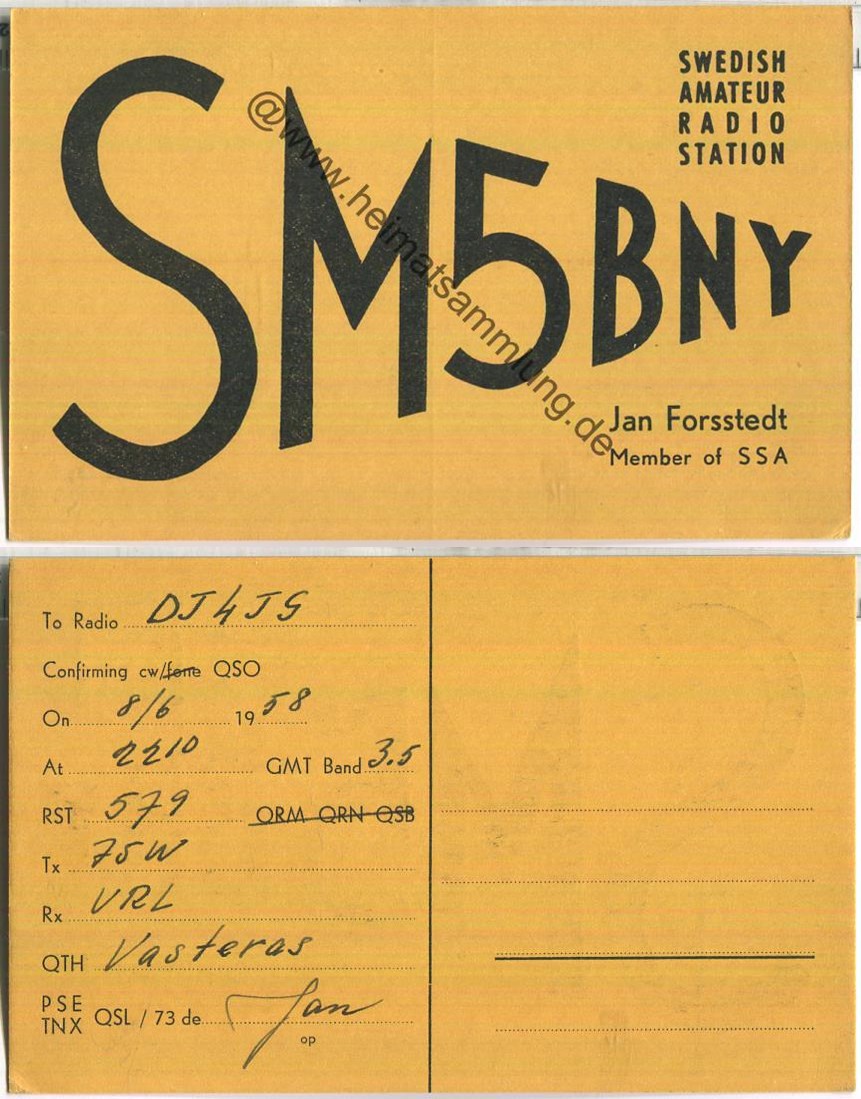 SM5BNY
SWEDISH
AMATEUR
RADIO
STATION
@www.heimatsammlung.de
Jan Forsstedt
Member of SSA
To Radio DJ4JG
Confirming cw/fone QSO
On 8/6 1958
At 2210 GMT Band 3.5
RST 579 QRM QRN QSB
Tx 75W
Rx VRL
QTH Vasteras
PSE
TNX QSL / 73 de Jan
op